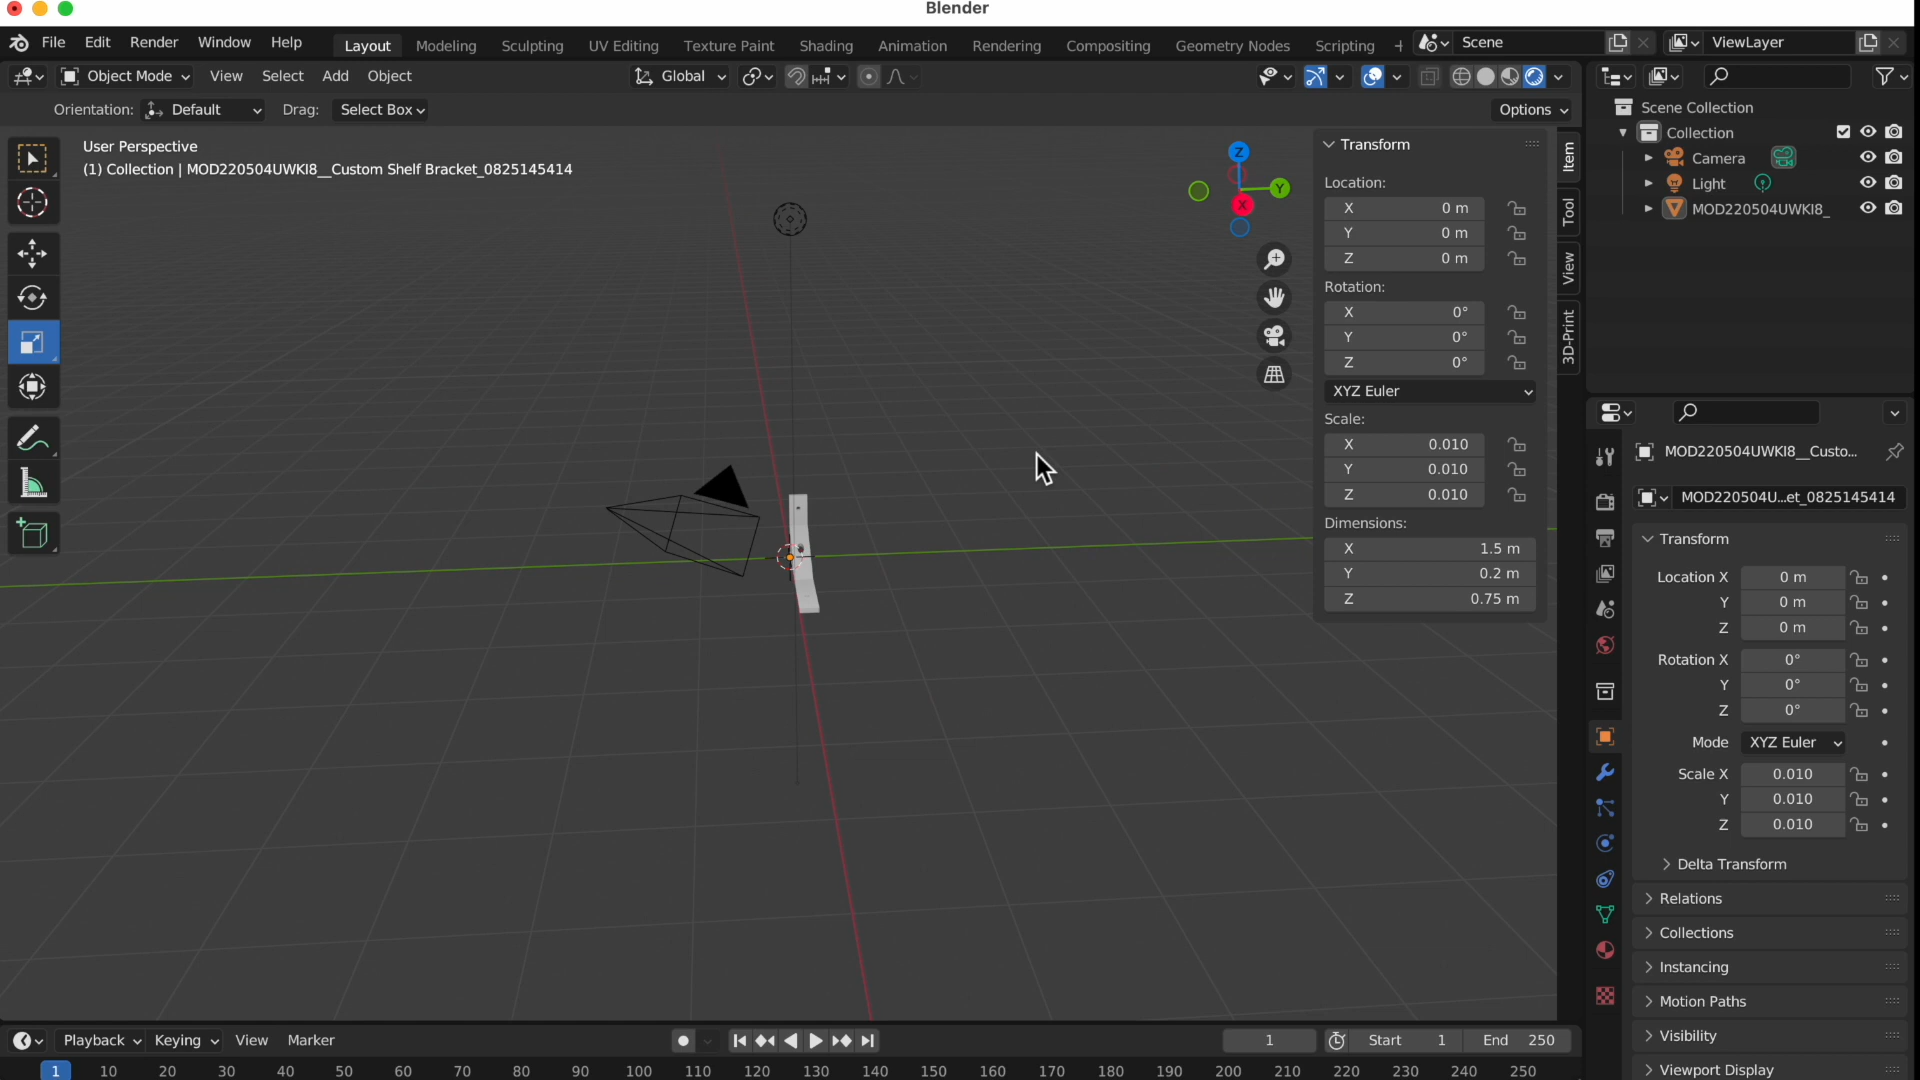 Blender
File Edit Render Window Help Layout Modeling Sculpting UV Editing Texture Paint Shading Animation Rendering Compositing Geometry Nodes Scripting + Scene ViewLayer
Object Mode View Select Add Object Global
Orientation: Default Drag: Select Box Options
User Perspective
(1) Collection | MOD220504UWKI8__Custom Shelf Bracket_0825145414
Z
Y
X
Transform
Location:
X 0 m
Y 0 m
Z 0 m
Rotation:
X 0°
Y 0°
Z 0°
XYZ Euler
Scale:
X 0.010
Y 0.010
Z 0.010
Dimensions:
X 1.5 m
Y 0.2 m
Z 0.75 m
Item
Tool
View
3D-Print
Scene Collection
Collection
Camera
Light
MOD220504UWKI8_
MOD220504UWKI8__Custo...
MOD220504U...et_0825145414
Transform
Location X 0 m
Y 0 m
Z 0 m
Rotation X 0°
Y 0°
Z 0°
Mode XYZ Euler
Scale X 0.010
Y 0.010
Z 0.010
Delta Transform
Relations
Collections
Instancing
Motion Paths
Visibility
Viewport Display
Playback Keying View Marker 1 Start 1 End 250
1 10 20 30 40 50 60 70 80 90 100 110 120 130 140 150 160 170 180 190 200 210 220 230 240 250